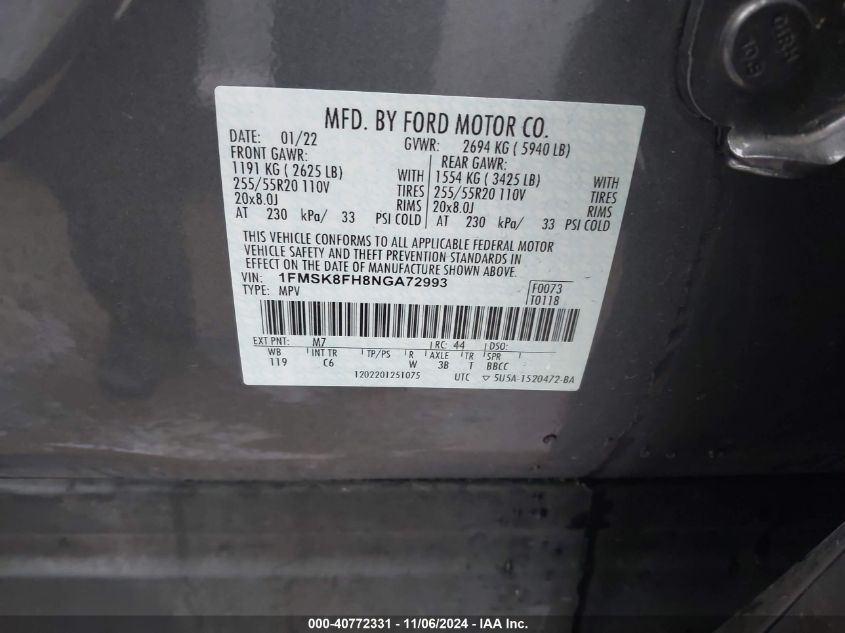 MFD. BY FORD MOTOR CO.
DATE: 01/22 GVWR: 2694 KG ( 5940 LB)
FRONT GAWR: REAR GAWR:
1191 KG ( 2625 LB) WITH 1554 KG ( 3425 LB) WITH
255/55R20 110V TIRES 255/55R20 110V TIRES
20x8.0J RIMS 20x8.0J RIMS
AT 230 kPa/ 33 PSI COLD AT 230 kPa/ 33 PSI COLD
THIS VEHICLE CONFORMS TO ALL APPLICABLE FEDERAL MOTOR
VEHICLE SAFETY AND THEFT PREVENTION STANDARDS IN
EFFECT ON THE DATE OF MANUFACTURE SHOWN ABOVE.
VIN: 1FMSK8FH8NGA72993 F0073
TYPE: MPV T0118
EXT PNT: M7 RC: 44 DSO:
WB INT TR TP/PS R AXLE TR SPR
119 C6 W 3B T BBCC
1202201251075 UTC ▽ 5U5A-1520472-BA
000-40772331 - 11/06/2024 - IAA Inc.